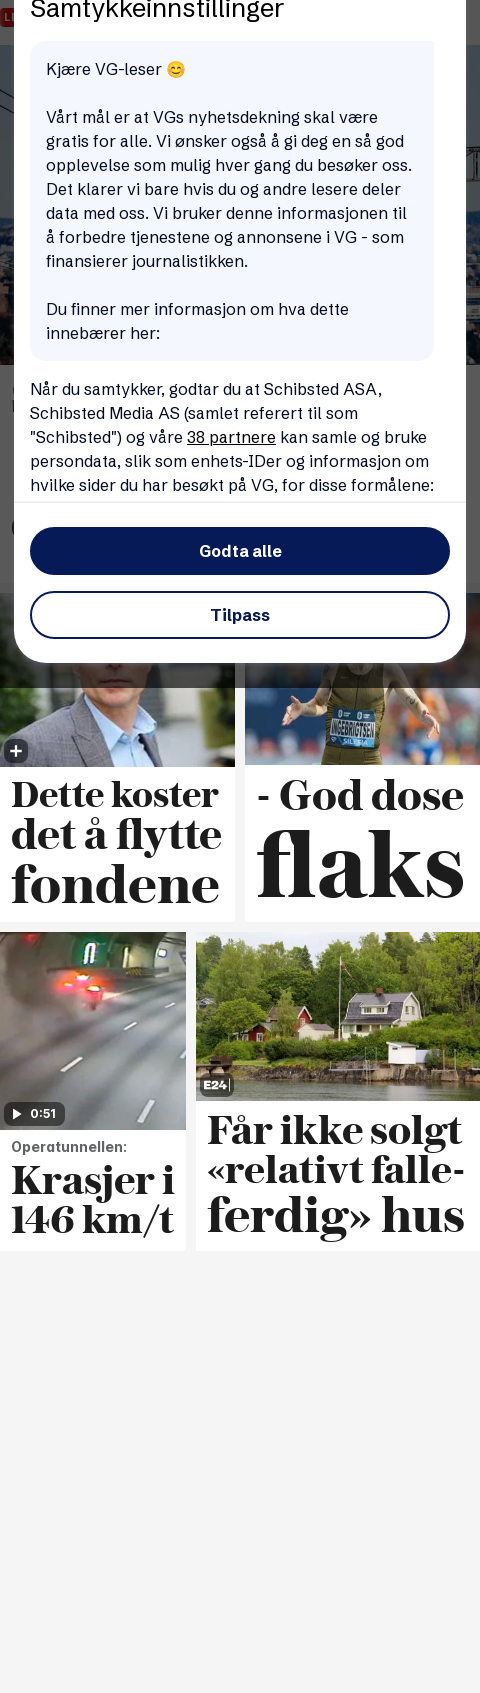 Samtykkeinnstillinger
Kjære VG-leser 😊
Vårt mål er at VGs nyhetsdekning skal være
gratis for alle. Vi ønsker også å gi deg en så god
opplevelse som mulig hver gang du besøker oss.
Det klarer vi bare hvis du og andre lesere deler
data med oss. Vi bruker denne informasjonen til
å forbedre tjenestene og annonsene i VG - som
finansierer journalistikken.
Du finner mer informasjon om hva dette
innebærer her:
Når du samtykker, godtar du at Schibsted ASA,
Schibsted Media AS (samlet referert til som
"Schibsted") og våre 38 partnere kan samle og bruke
persondata, slik som enhets-IDer og informasjon om
hvilke sider du har besøkt på VG, for disse formålene:
Godta alle
Tilpass
INGEBRIGTSEN
SILESIA
Dette koster
det å flytte
fondene
- God dose
flaks
0:51
Operatunnellen:
Krasjer i
146 km/t
E24
Får ikke solgt
«relativt falle-
ferdig» hus